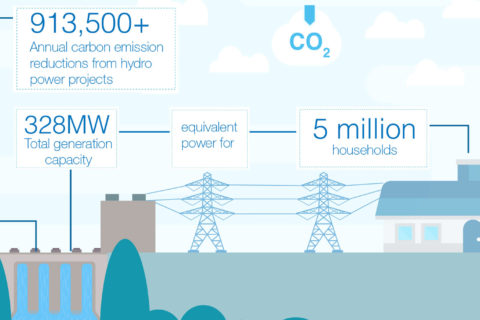 913,500+
Annual carbon emission
reductions from hydro
power projects
CO2
328MW
Total generation
capacity
equivalent
power for
5 million
households